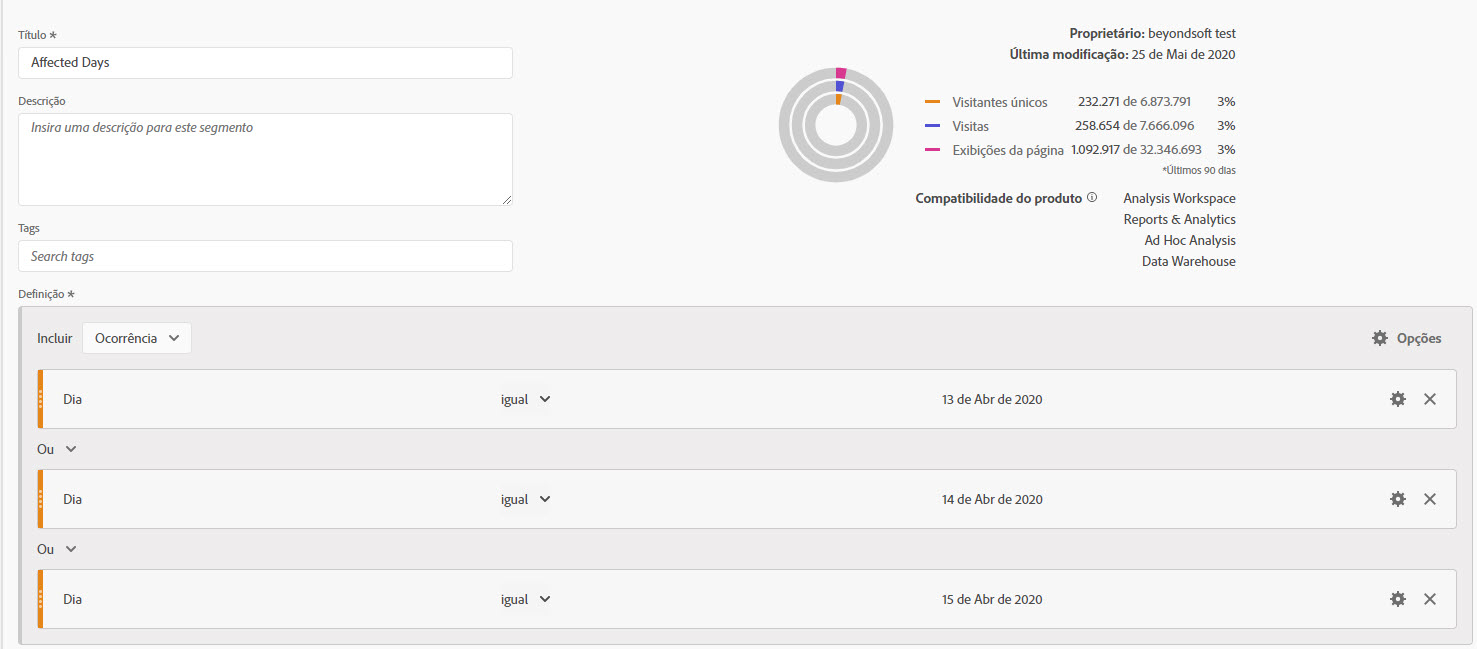 Título *
Affected Days
Descrição
Insira uma descrição para este segmento
Tags
Search tags
Proprietário: beyondsoft test
Última modificação: 25 de Mai de 2020
Visitantes únicos 232.271 de 6.873.791 3%
Visitas 258.654 de 7.666.096 3%
Exibições da página 1.092.917 de 32.346.693 3%
*Últimos 90 dias
Compatibilidade do produto Analysis Workspace
Reports & Analytics
Ad Hoc Analysis
Data Warehouse
Definição *
Incluir Ocorrência Opções
Dia igual 13 de Abr de 2020
Ou
Dia igual 14 de Abr de 2020
Ou
Dia igual 15 de Abr de 2020